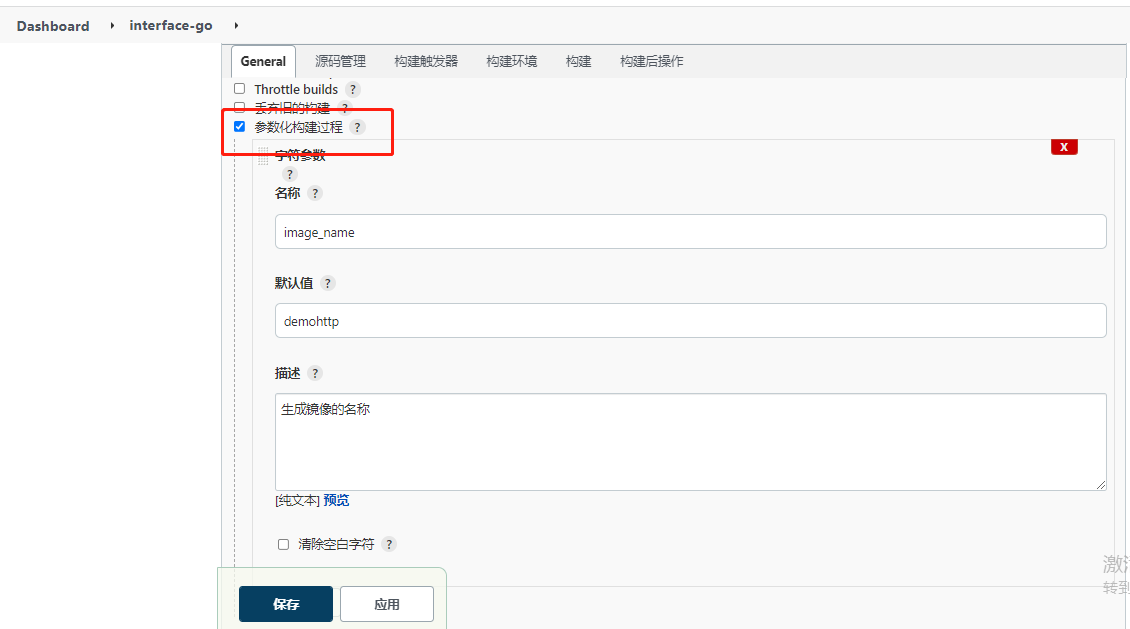 Dashboard interface-go
General 源码管理 构建触发器 构建环境 构建 构建后操作
Throttle builds ?
丢弃旧的构建 ?
参数化构建过程 ?
字符参数
X
?
名称 ?
image_name
默认值 ?
demohttp
描述 ?
生成镜像的名称
[纯文本] 预览
清除空白字符 ?
保存 应用
激
转到